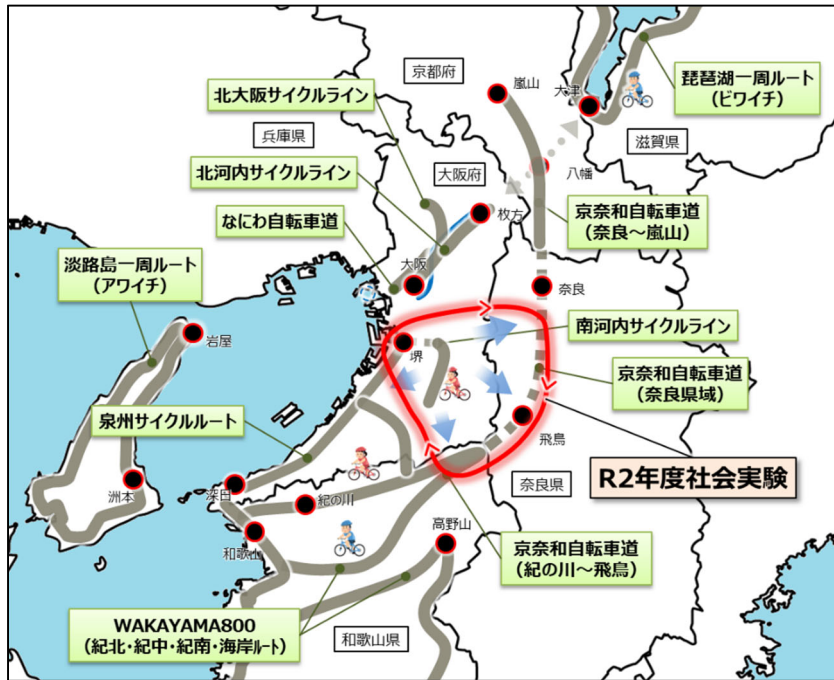 京都府
嵐山
大津
琵琶湖一周ルート
(ビワイチ)
北大阪サイクルライン
兵庫県
滋賀県
北河内サイクルライン
大阪府
八幡
なにわ自転車道
枚方
京奈和自転車道
(奈良～嵐山)
淡路島一周ルート
(アワイチ)
大阪
奈良
岩屋
堺
南河内サイクルライン
京奈和自転車道
(奈良県域)
泉州サイクルルート
飛鳥
R2年度社会実験
洲本
深日
紀の川
奈良県
和歌山
高野山
京奈和自転車道
(紀の川～飛鳥)
WAKAYAMA800
(紀北・紀中・紀南・海岸ルート)
和歌山県